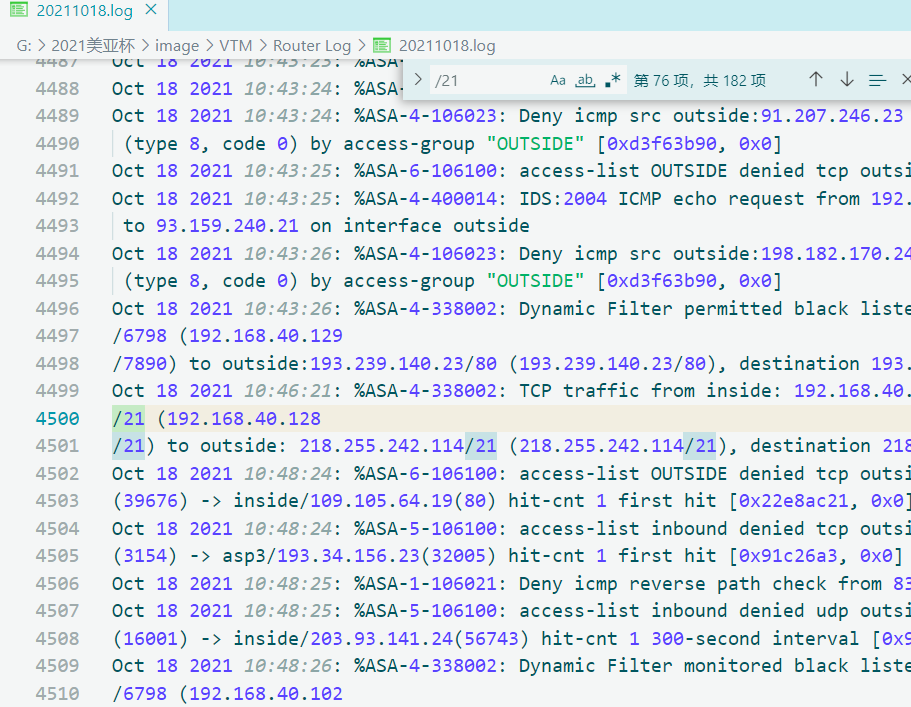 20211018.log ×
G: > 2021美亚杯 > image > VTM > Router Log > 20211018.log
4487 Oct 18 2021 10:43:23: %ASA-
> /21 Aa ab .* 第 76 项，共 182 项
4488 Oct 18 2021 10:43:24: %ASA-
4489 Oct 18 2021 10:43:24: %ASA-4-106023: Deny icmp src outside:91.207.246.23
4490 (type 8, code 0) by access-group "OUTSIDE" [0xd3f63b90, 0x0]
4491 Oct 18 2021 10:43:25: %ASA-6-106100: access-list OUTSIDE denied tcp outsi
4492 Oct 18 2021 10:43:25: %ASA-4-400014: IDS:2004 ICMP echo request from 192.
4493 to 93.159.240.21 on interface outside
4494 Oct 18 2021 10:43:26: %ASA-4-106023: Deny icmp src outside:198.182.170.24
4495 (type 8, code 0) by access-group "OUTSIDE" [0xd3f63b90, 0x0]
4496 Oct 18 2021 10:43:26: %ASA-4-338002: Dynamic Filter permitted black liste
4497 /6798 (192.168.40.129
4498 /7890) to outside:193.239.140.23/80 (193.239.140.23/80), destination 193.
4499 Oct 18 2021 10:46:21: %ASA-4-338002: TCP traffic from inside: 192.168.40.
4500 /21 (192.168.40.128
4501 /21) to outside: 218.255.242.114/21 (218.255.242.114/21), destination 218
4502 Oct 18 2021 10:48:24: %ASA-6-106100: access-list OUTSIDE denied tcp outsi
4503 (39676) -> inside/109.105.64.19(80) hit-cnt 1 first hit [0x22e8ac21, 0x0]
4504 Oct 18 2021 10:48:24: %ASA-5-106100: access-list inbound denied tcp outsi
4505 (3154) -> asp3/193.34.156.23(32005) hit-cnt 1 first hit [0x91c26a3, 0x0]
4506 Oct 18 2021 10:48:25: %ASA-1-106021: Deny icmp reverse path check from 83
4507 Oct 18 2021 10:48:25: %ASA-5-106100: access-list inbound denied udp outsi
4508 (16001) -> inside/203.93.141.24(56743) hit-cnt 1 300-second interval [0x9
4509 Oct 18 2021 10:48:26: %ASA-4-338002: Dynamic Filter monitored black liste
4510 /6798 (192.168.40.102